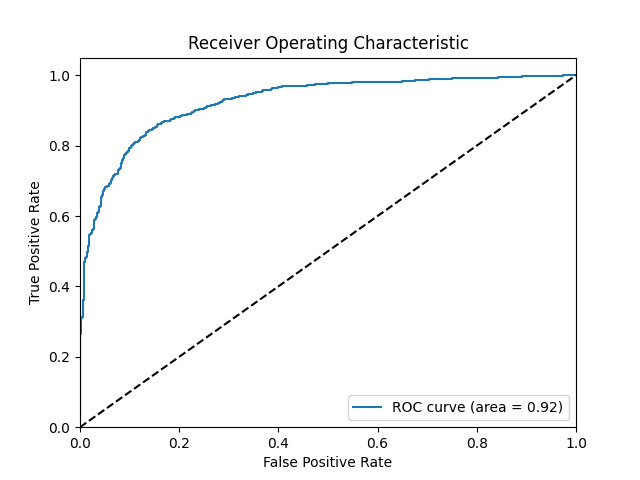 Receiver Operating Characteristic
True Positive Rate
1.0
0.8
0.6
0.4
0.2
0.0
ROC curve (area = 0.92)
0.0 0.2 0.4 0.6 0.8 1.0
False Positive Rate